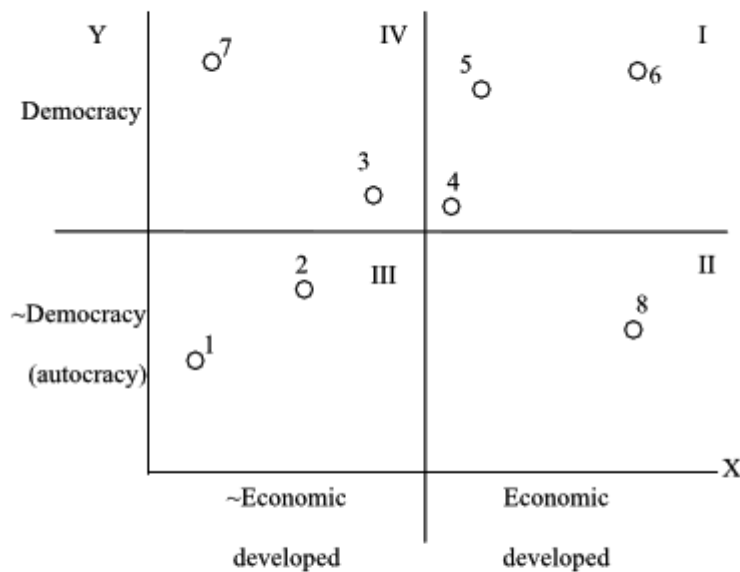 Y
7
IV
I
5
6
Democracy
3
4
2
III
II
~Democracy
8
1
(autocracy)
X
~Economic
Economic
developed
developed